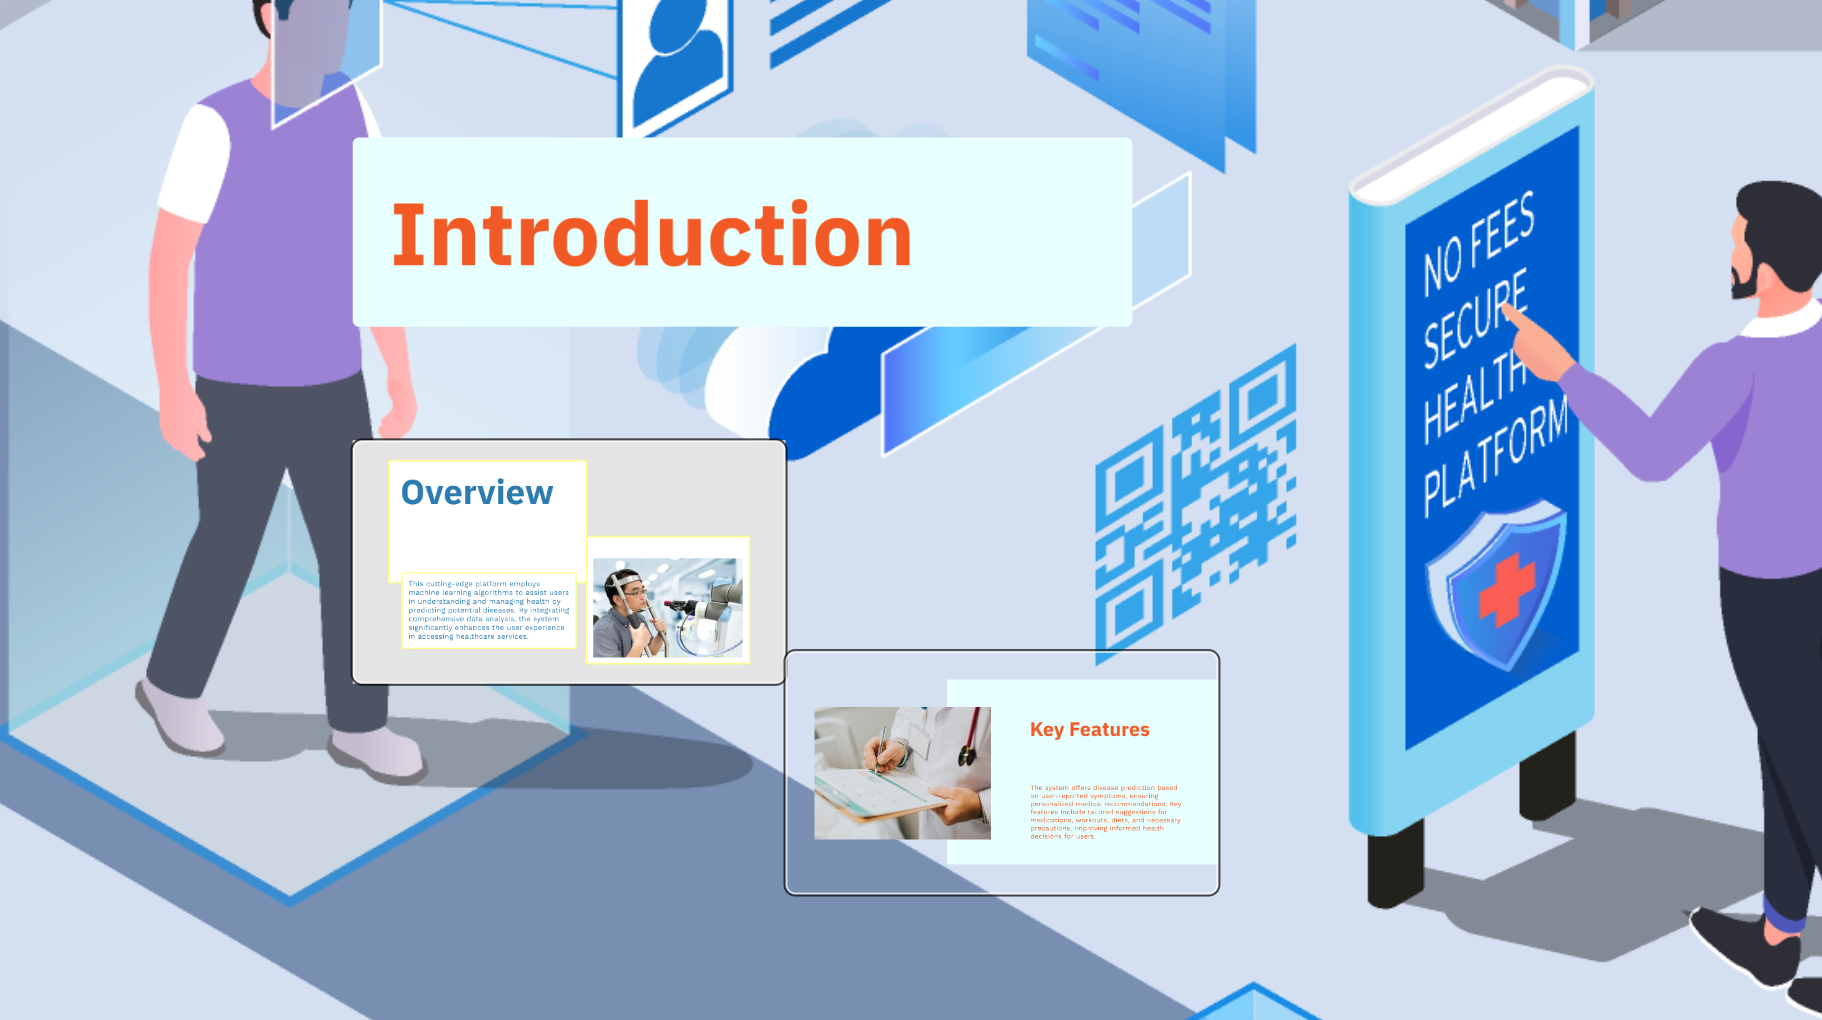 Introduction
NO FEES
SECURE
HEALTH
PLATFORM
Overview
This cutting-edge platform employs
machine learning algorithms to assist users
in understanding and managing health by
predicting potential diseases. By integrating
comprehensive data analysis, the system
significantly enhances the user experience
in accessing healthcare services.
Key Features
The system offers disease prediction based
on user-reported symptoms, ensuring
personalized medical recommendations. Key
features include tailored suggestions for
medications, workouts, diets, and necessary
precautions, improving informed health
decisions for users.